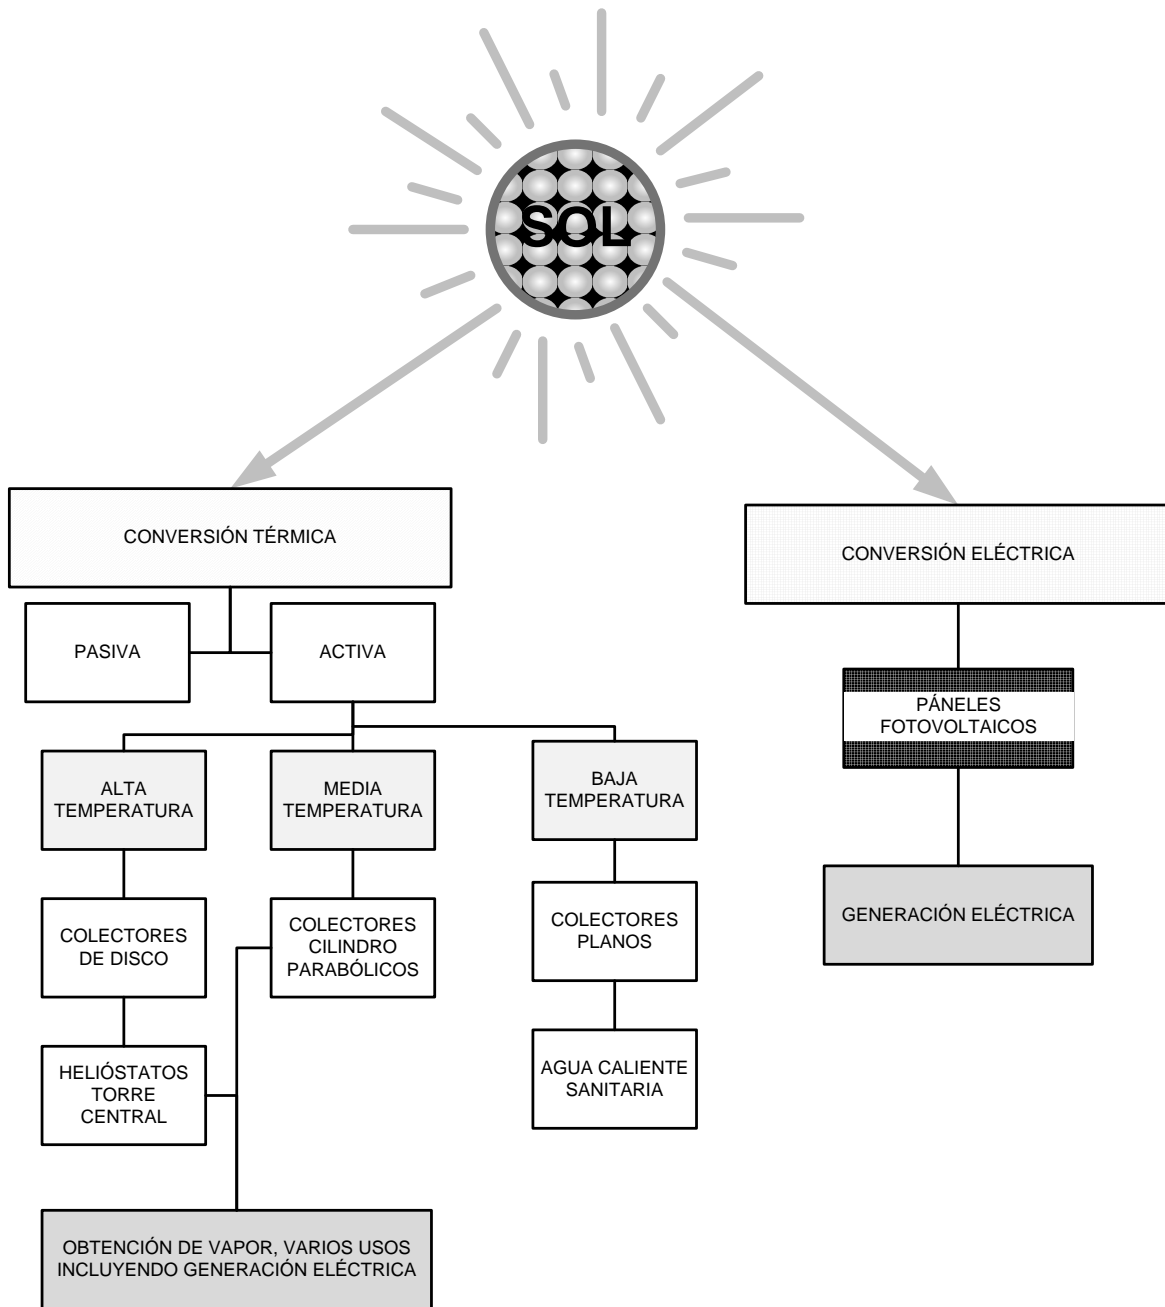 SOL
CONVERSIÓN TÉRMICA
CONVERSIÓN ELÉCTRICA
PASIVA
ACTIVA
PÁNELES
FOTOVOLTAICOS
ALTA
TEMPERATURA
MEDIA
TEMPERATURA
BAJA
TEMPERATURA
COLECTORES
DE DISCO
COLECTORES
CILINDRO
PARABÓLICOS
COLECTORES
PLANOS
GENERACIÓN ELÉCTRICA
HELIÓSTATOS
TORRE
CENTRAL
AGUA CALIENTE
SANITARIA
OBTENCIÓN DE VAPOR, VARIOS USOS
INCLUYENDO GENERACIÓN ELÉCTRICA